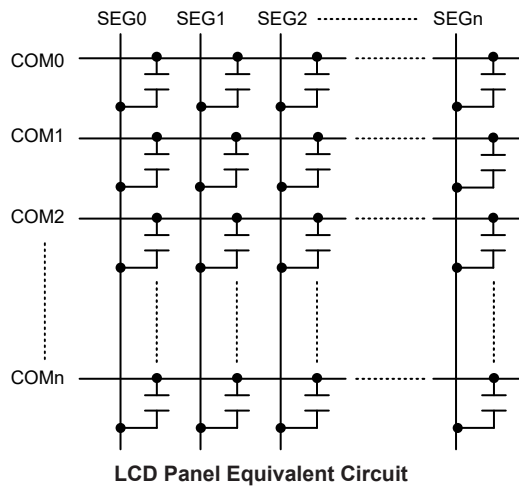 SEG0 SEG1 SEG2 SEGn
COM0
COM1
COM2
COMn
LCD Panel Equivalent Circuit